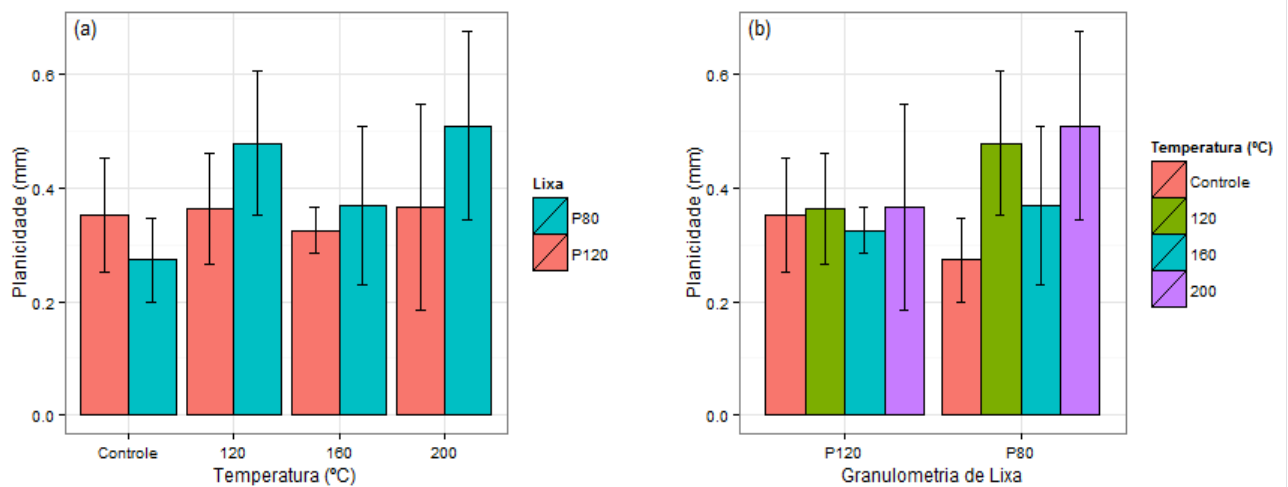 (a)
Planicidade (mm)
0.6
0.4
0.2
0.0
Controle 120 160 200
Temperatura (ºC)
Lixa
P80
P120
(b)
Planicidade (mm)
0.6
0.4
0.2
0.0
P120 P80
Granulometria de Lixa
Temperatura (ºC)
Controle
120
160
200